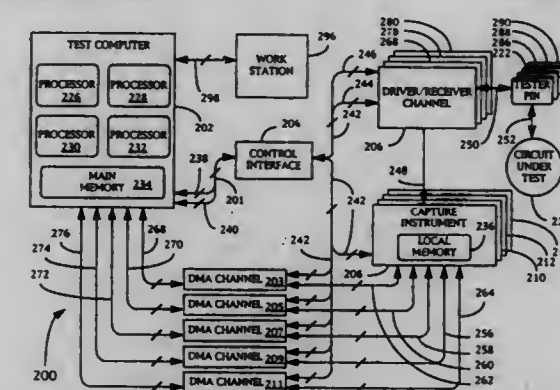 TEST COMPUTER
PROCESSOR
226
PROCESSOR
228
PROCESSOR
230
PROCESSOR
232
MAIN
MEMORY 234
202
298
WORK
STATION
296
204
CONTROL
INTERFACE
238
201
240
246
244
242
280
278
268
DRIVER/RECEIVER
CHANNEL
206
250
290
288
286
222
TESTER
PIN
252
CIRCUIT
UNDER
TEST
248
242
CAPTURE
INSTRUMENT
236
LOCAL
MEMORY
208
212
210
276
274
272
268
270
242
DMA CHANNEL 203
DMA CHANNEL 205
DMA CHANNEL 207
DMA CHANNEL 209
DMA CHANNEL 211
264
256
260
258
262
200